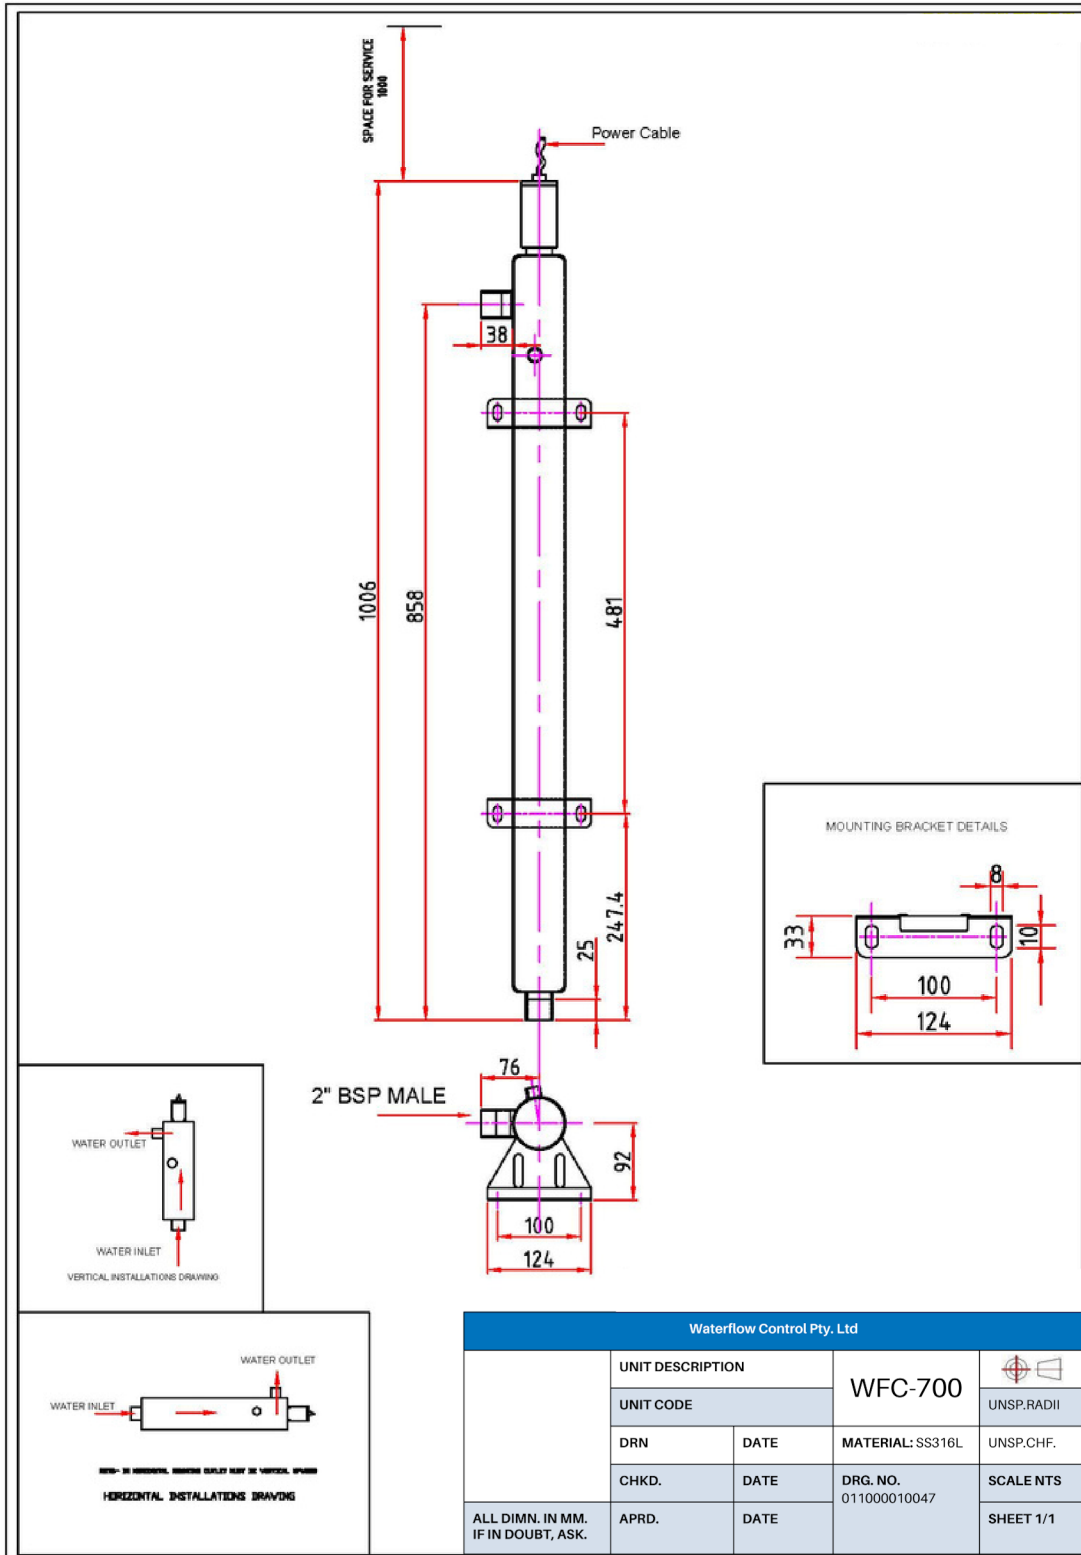 SPACE FOR SERVICE
1000
Power Cable
38
1006
858
481
247.4
25
MOUNTING BRACKET DETAILS
8
33
10
100
124
76
2" BSP MALE
92
100
124
WATER OUTLET
WATER INLET
VERTICAL INSTALLATIONS DRAWING
WATER OUTLET
WATER INLET
HORIZONTAL INSTALLATIONS DRAWING
Waterflow Control Pty. Ltd
UNIT DESCRIPTION
WFC-700
UNIT CODE
UNSP.RADII
DRN
DATE
MATERIAL: SS316L
UNSP.CHF.
CHKD.
DATE
DRG. NO.
011000010047
SCALE NTS
ALL DIMN. IN MM.
IF IN DOUBT, ASK.
APRD.
DATE
SHEET 1/1